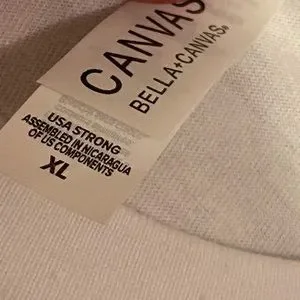 CANVAS
BELLA+CANVAS®
USA STRONG
ASSEMBLED IN NICARAGUA
OF US COMPONENTS
XL